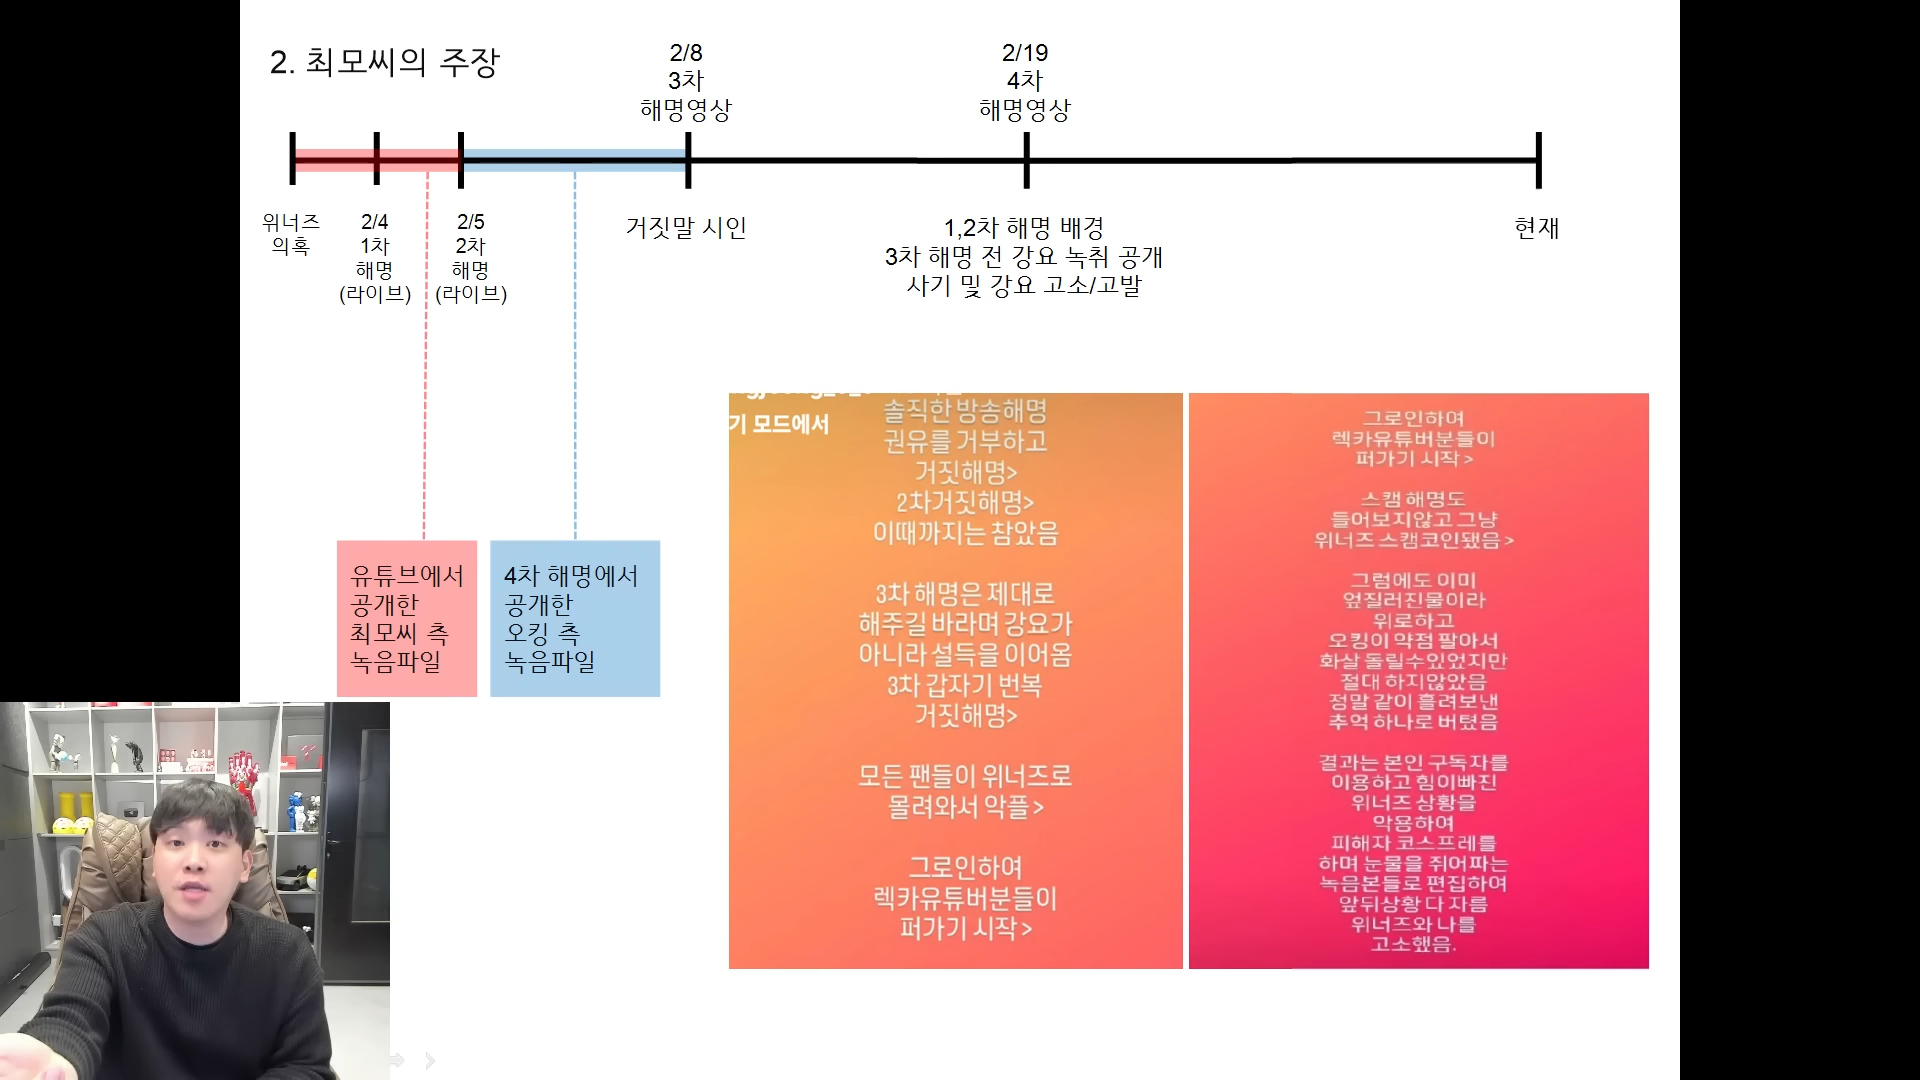 2. 최모씨의 주장
2/8
3차
해명영상
2/19
4차
해명영상
위너즈
의혹
2/4
1차
해명
(라이브)
2/5
2차
해명
(라이브)
거짓말 시인
1,2차 해명 배경
3차 해명 전 강요 녹취 공개
사기 및 강요 고소/고발
현재
유튜브에서
공개한
최모씨 측
녹음파일
4차 해명에서
공개한
오킹 측
녹음파일
기 모드에서
솔직한 방송해명
권유를 거부하고
거짓해명>
2차거짓해명>
이때까지는 참았음
3차 해명은 제대로
해주길 바라며 강요가
아니라 설득을 이어옴
3차 갑자기 번복
거짓해명>
모든 팬들이 위너즈로
몰려와서 악플>
그로인하여
렉카유튜버분들이
퍼가기 시작>
그로인하여
렉카유튜버분들이
퍼가기 시작>
스캠 해명도
들어보지않고 그냥
위너즈 스캠코인됐음>
그럼에도 이미
엎질러진물이라
위로하고
오킹이 약점 팔아서
화살 돌릴수있었지만
절대 하지않았음
정말 같이 흘려보낸
추억 하나로 버텼음
결과는 본인 구독자를
이용하고 힘이빠진
위너즈 상황을
악용하여
피해자 코스프레를
하며 눈물을 쥐어짜는
녹음본들로 편집하여
앞뒤상황 다 자름
위너즈와 나를
고소했음.